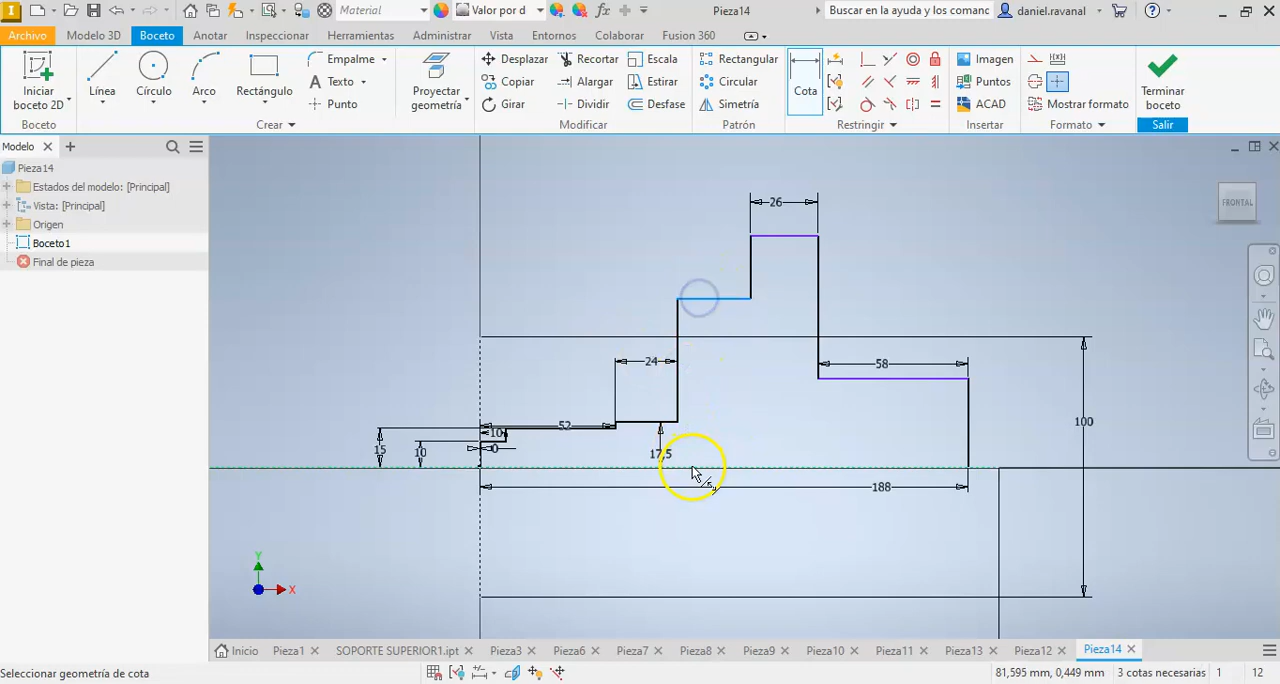 Material
Valor por d
fx
Pieza14
Buscar en la ayuda y los comanc
daniel.ravanal
Archivo
Modelo 3D
Boceto
Anotar
Inspeccionar
Herramientas
Administrar
Vista
Entornos
Colaborar
Fusion 360
Iniciar
boceto 2D
Línea
Círculo
Arco
Rectángulo
Empalme
Texto
Punto
Proyectar
geometría
Desplazar
Copiar
Girar
Recortar
Alargar
Dividir
Escala
Estirar
Desfase
Rectangular
Circular
Simetría
Cota
Imagen
Puntos
ACAD
Mostrar formato
Terminar
boceto
Boceto
Crear
Modificar
Patrón
Restringir
Insertar
Formato
Salir
Modelo
Pieza14
Estados del modelo: [Principal]
Vista: [Principal]
Origen
Boceto1
Final de pieza
FRONTAL
26
24
58
52
10
15
10
0
17,5
100
188
Y
X
Inicio
Pieza1
SOPORTE SUPERIOR1.ipt
Pieza3
Pieza6
Pieza7
Pieza8
Pieza9
Pieza10
Pieza11
Pieza13
Pieza12
Pieza14
Seleccionar geometría de cota
81,595 mm, 0,449 mm
3 cotas necesarias
1
12